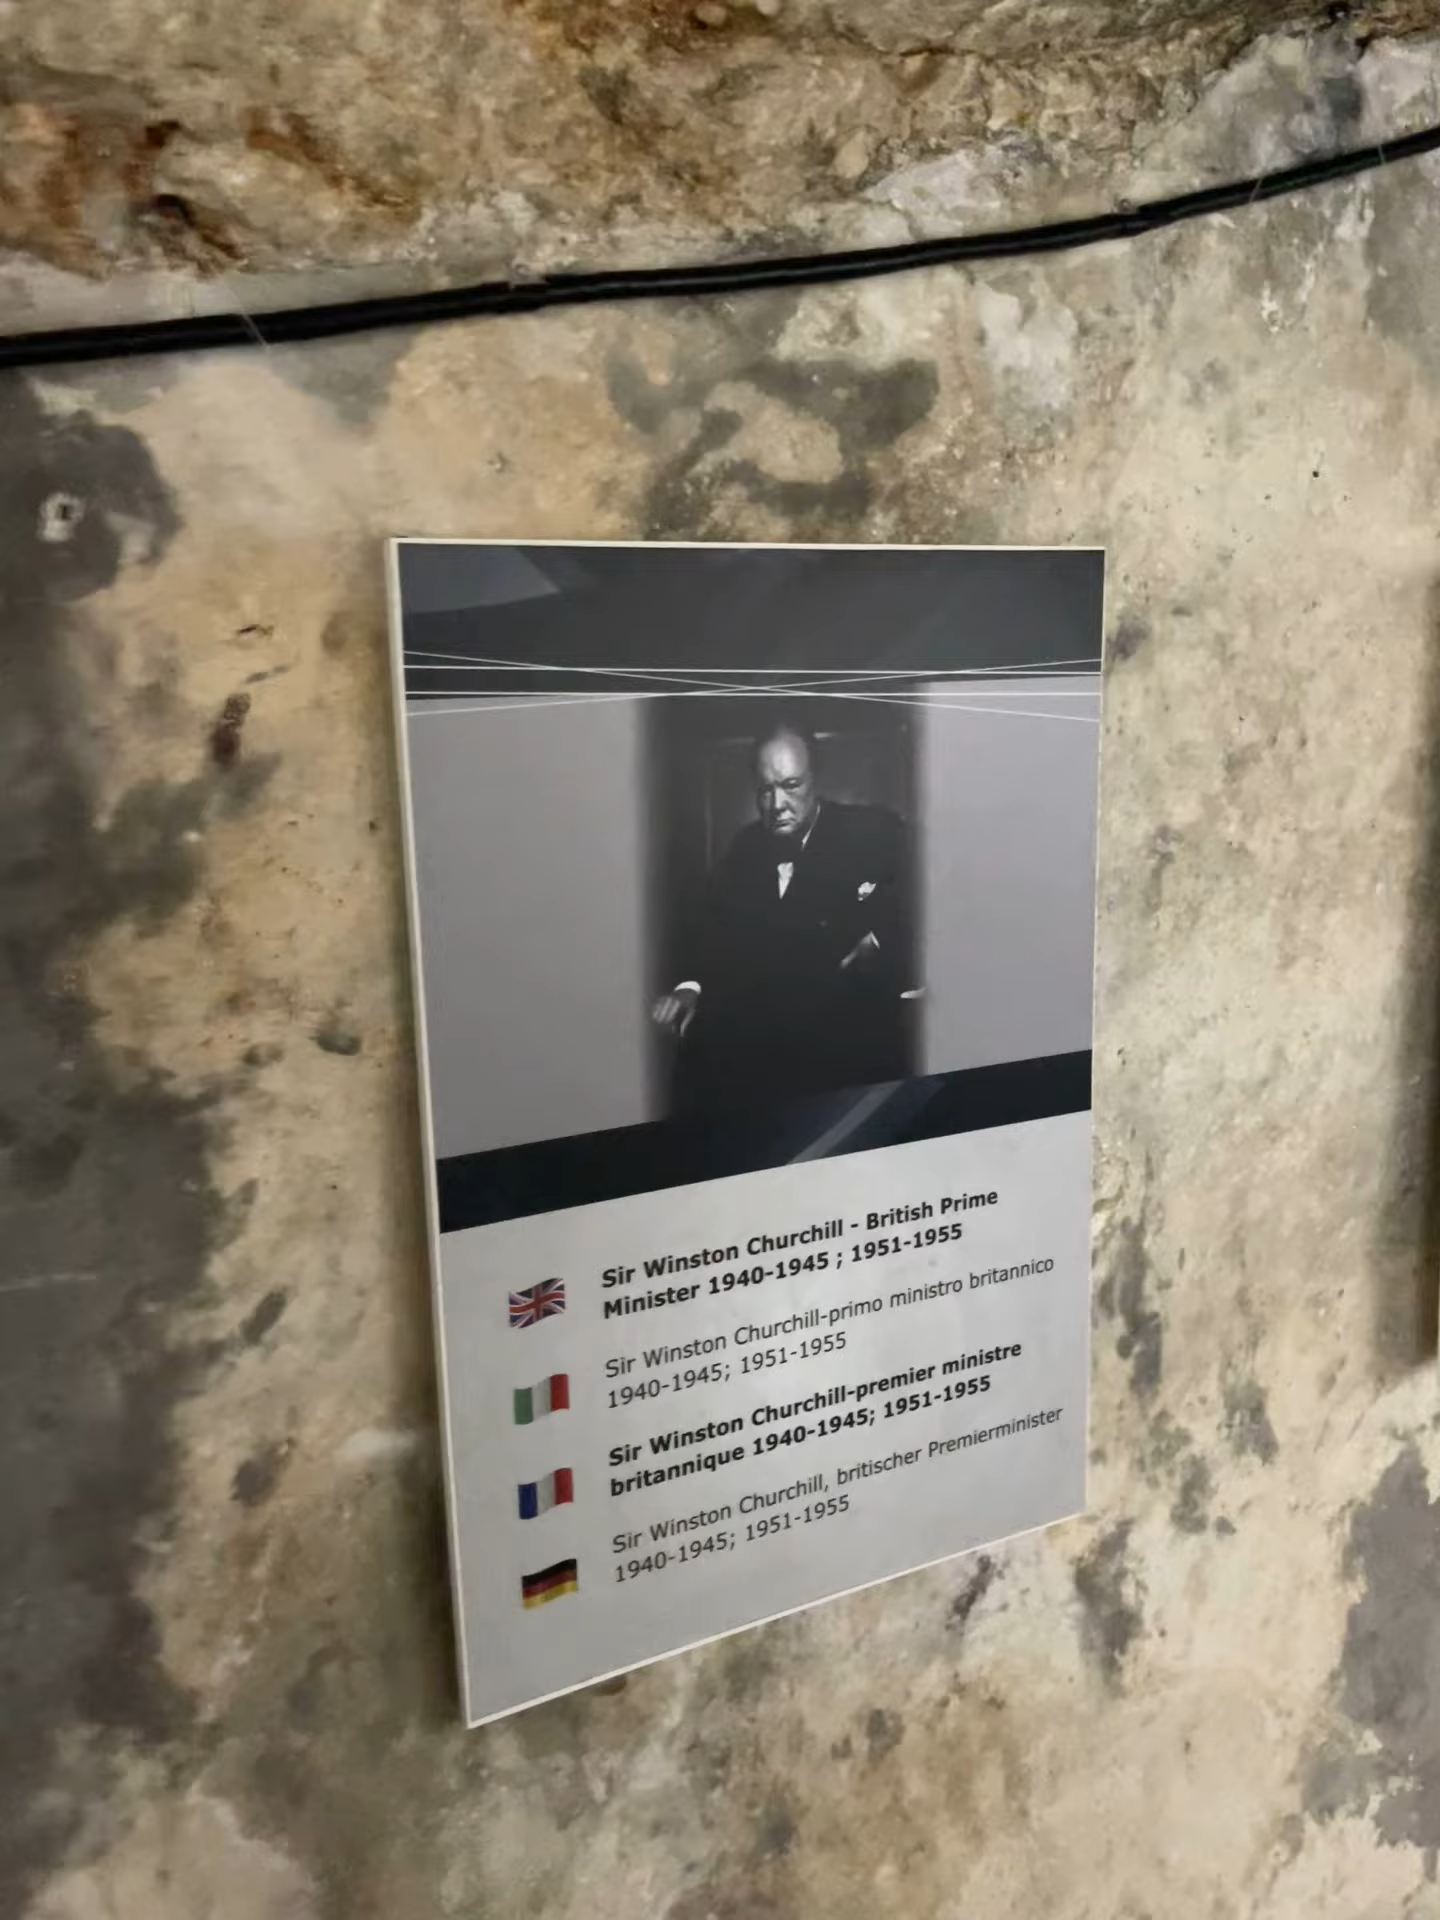 Sir Winston Churchill - British Prime
Minister 1940-1945 ; 1951-1955
Sir Winston Churchill-primo ministro britannico
1940-1945; 1951-1955
Sir Winston Churchill-premier ministre
britannique 1940-1945; 1951-1955
Sir Winston Churchill, britischer Premierminister
1940-1945; 1951-1955